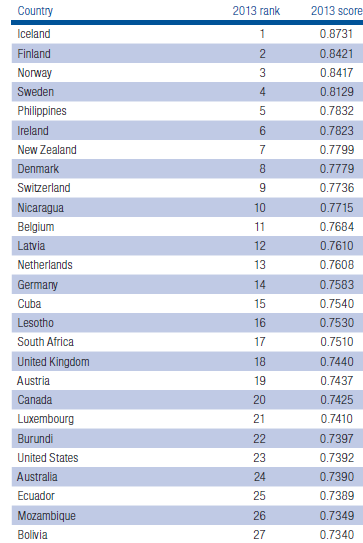 Country 2013 rank 2013 score
Iceland 1 0.8731
Finland 2 0.8421
Norway 3 0.8417
Sweden 4 0.8129
Philippines 5 0.7832
Ireland 6 0.7823
New Zealand 7 0.7799
Denmark 8 0.7779
Switzerland 9 0.7736
Nicaragua 10 0.7715
Belgium 11 0.7684
Latvia 12 0.7610
Netherlands 13 0.7608
Germany 14 0.7583
Cuba 15 0.7540
Lesotho 16 0.7530
South Africa 17 0.7510
United Kingdom 18 0.7440
Austria 19 0.7437
Canada 20 0.7425
Luxembourg 21 0.7410
Burundi 22 0.7397
United States 23 0.7392
Australia 24 0.7390
Ecuador 25 0.7389
Mozambique 26 0.7349
Bolivia 27 0.7340